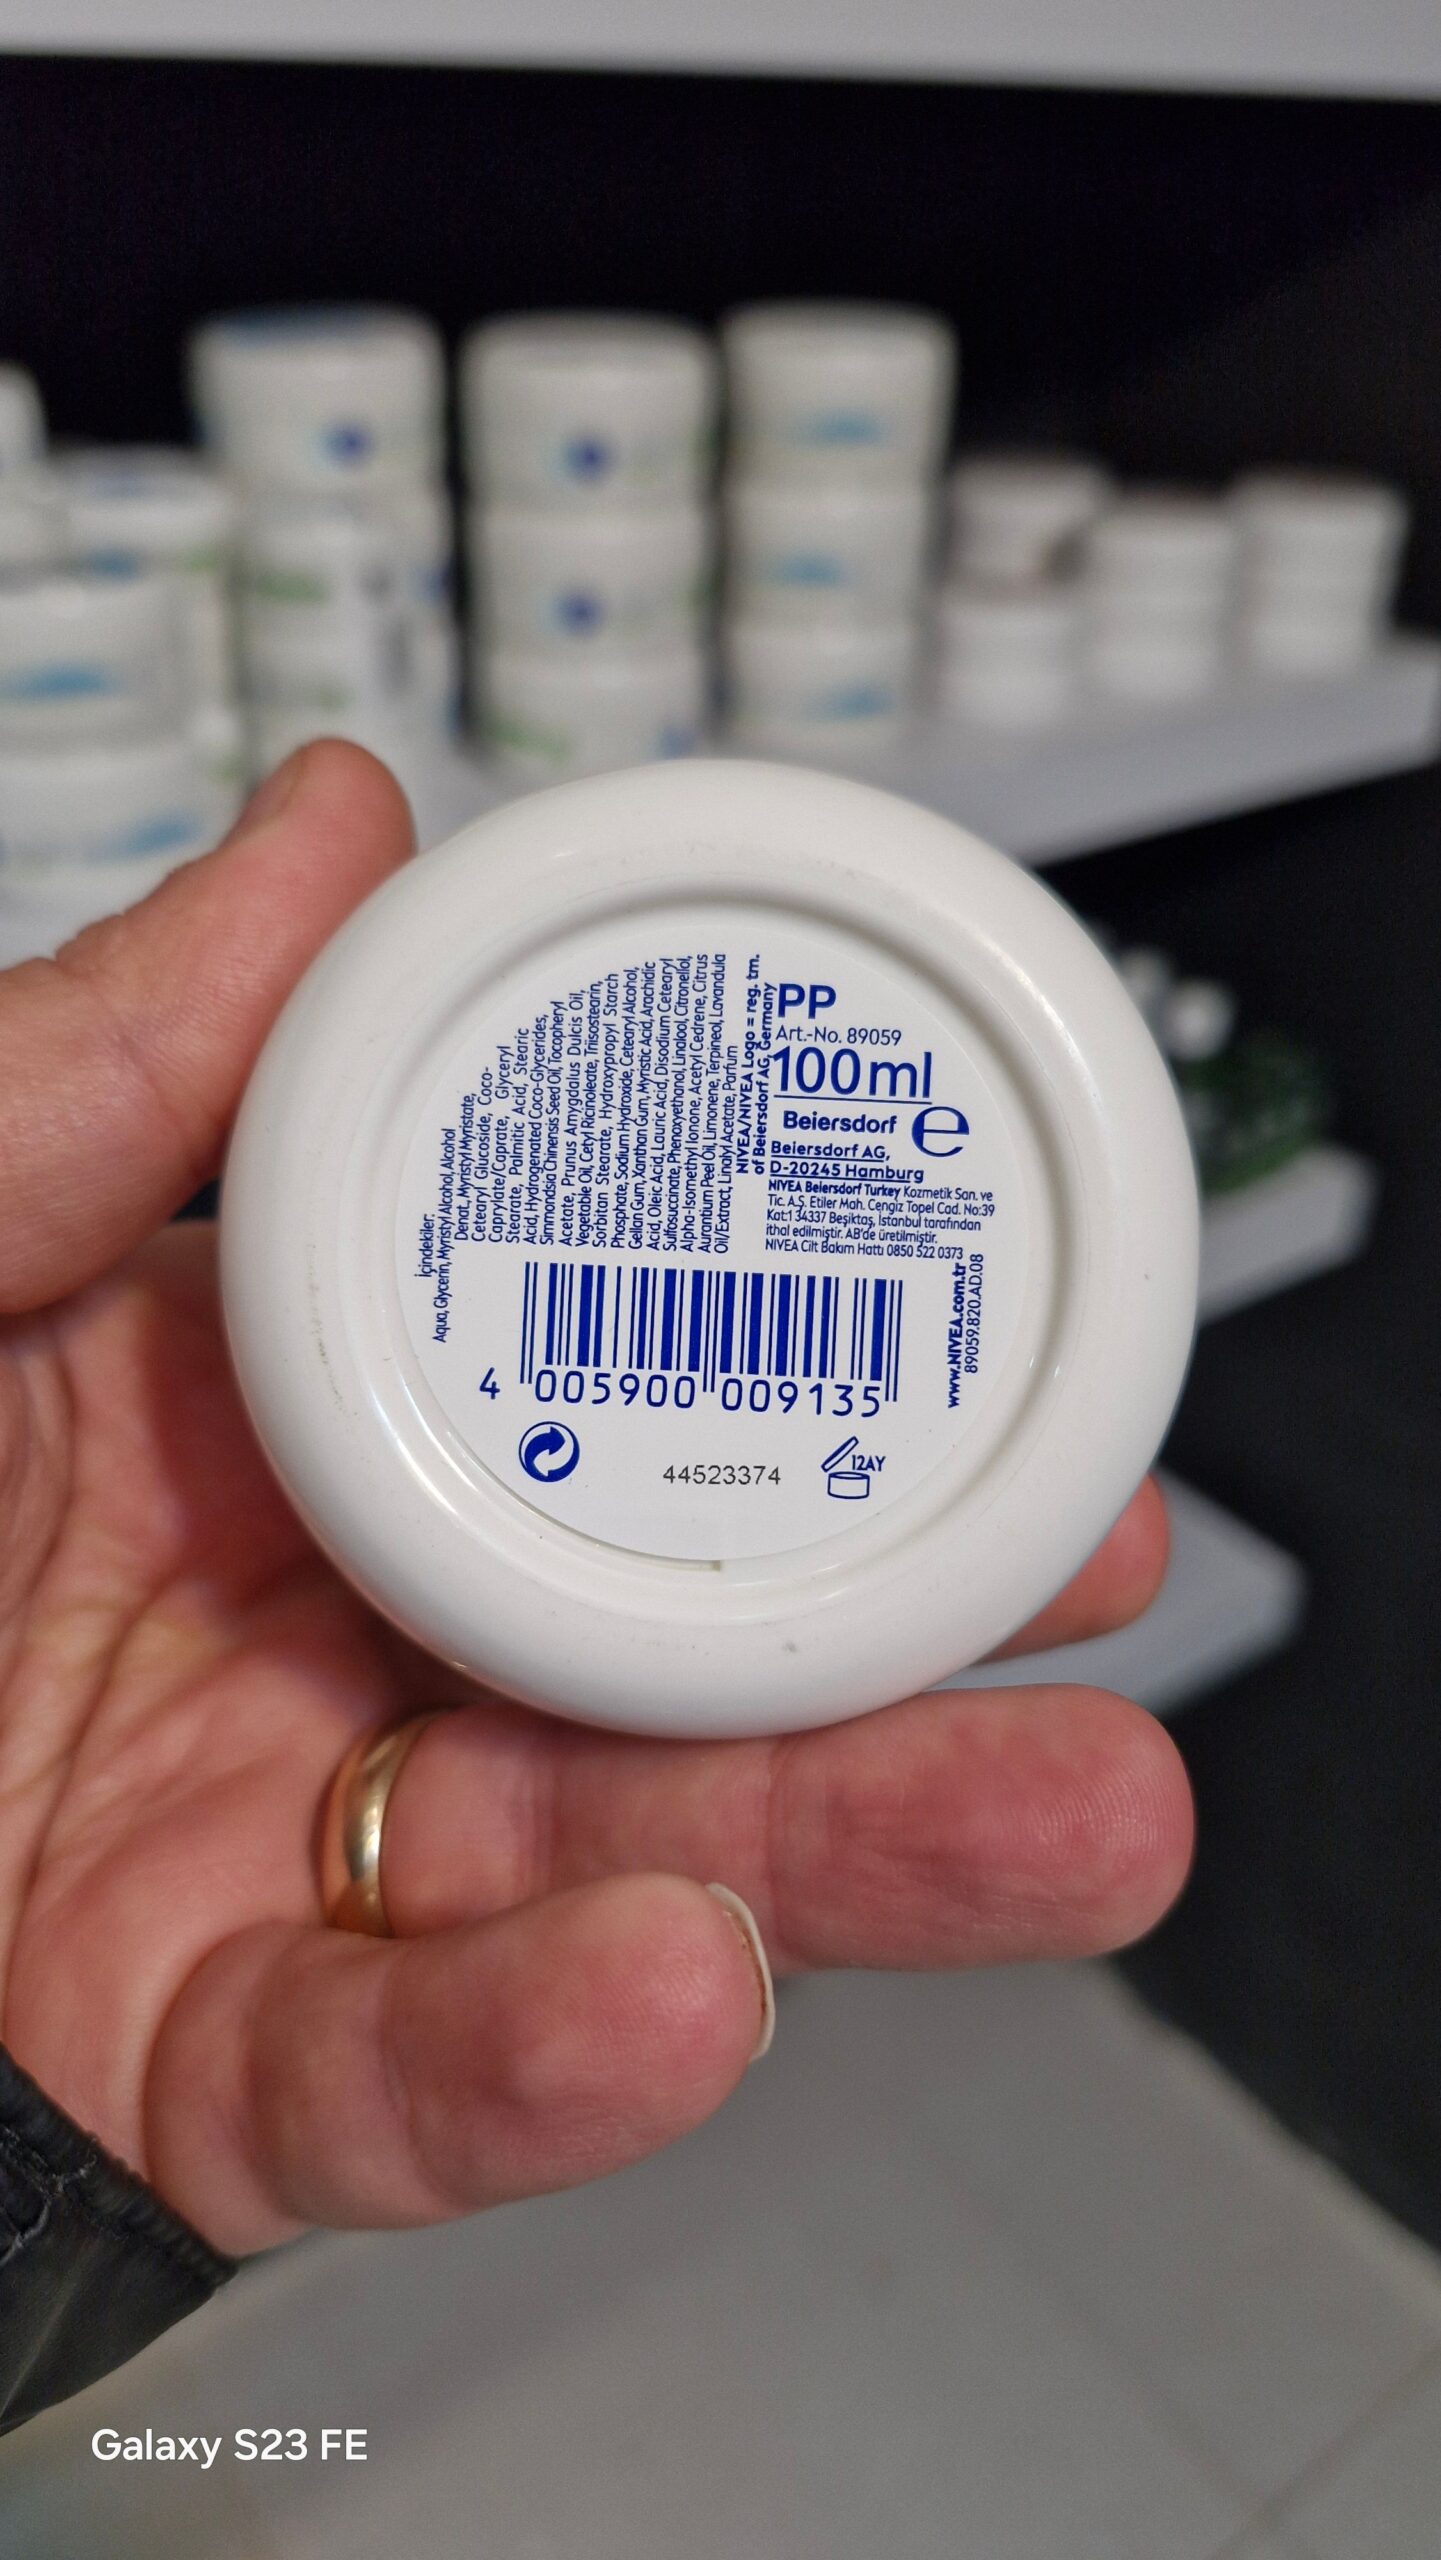 İçindekiler:
Aqua, Glycerin, Myristyl Alcohol, Alcohol
Denat., Myristyl Myristate,
Cetearyl Glucoside, Coco-
Caprylate/Caprate, Glyceryl
Stearate, Palmitic Acid, Stearic
Acid, Hydrogenated Coco-Glycerides,
Simmondsia Chinensis Seed Oil, Tocopheryl
Acetate, Prunus Amygdalus Dulcis Oil,
Vegetable Oil, Cetyl Ricinoleate, Triisostearin,
Sorbitan Stearate, Hydroxypropyl Starch
Phosphate, Sodium Hydroxide, Cetearyl Alcohol,
Gellan Gum, Xanthan Gum, Myristic Acid, Arachidic
Acid, Oleic Acid, Lauric Acid, Disodium Cetearyl
Sulfosuccinate, Phenoxyethanol, Linalool, Citronellol,
Alpha-Isomethyl Ionone, Acetyl Cedrene, Citrus
Aurantium Peel Oil, Limonene, Terpineol, Lavandula
Oil/Extract, Linalyl Acetate, Parfum
NIVEA/NIVEA Logo = reg. tm.
of Beiersdorf AG, Germany
PP
Art.-No. 89059
100 ml
Beiersdorf e
Beiersdorf AG,
D-20245 Hamburg
NIVEA Beiersdorf Turkey Kozmetik San. ve
Tic. A.Ş. Etiler Mah. Cengiz Topel Cad. No:39
Kat:1 34337 Beşiktaş, İstanbul tarafından
ithal edilmiştir. AB'de üretilmiştir.
NIVEA Cilt Bakım Hattı 0850 522 0373
www.NIVEA.com.tr
89059.820.AD.08
4 005900 009135
44523374
12AY
Galaxy S23 FE